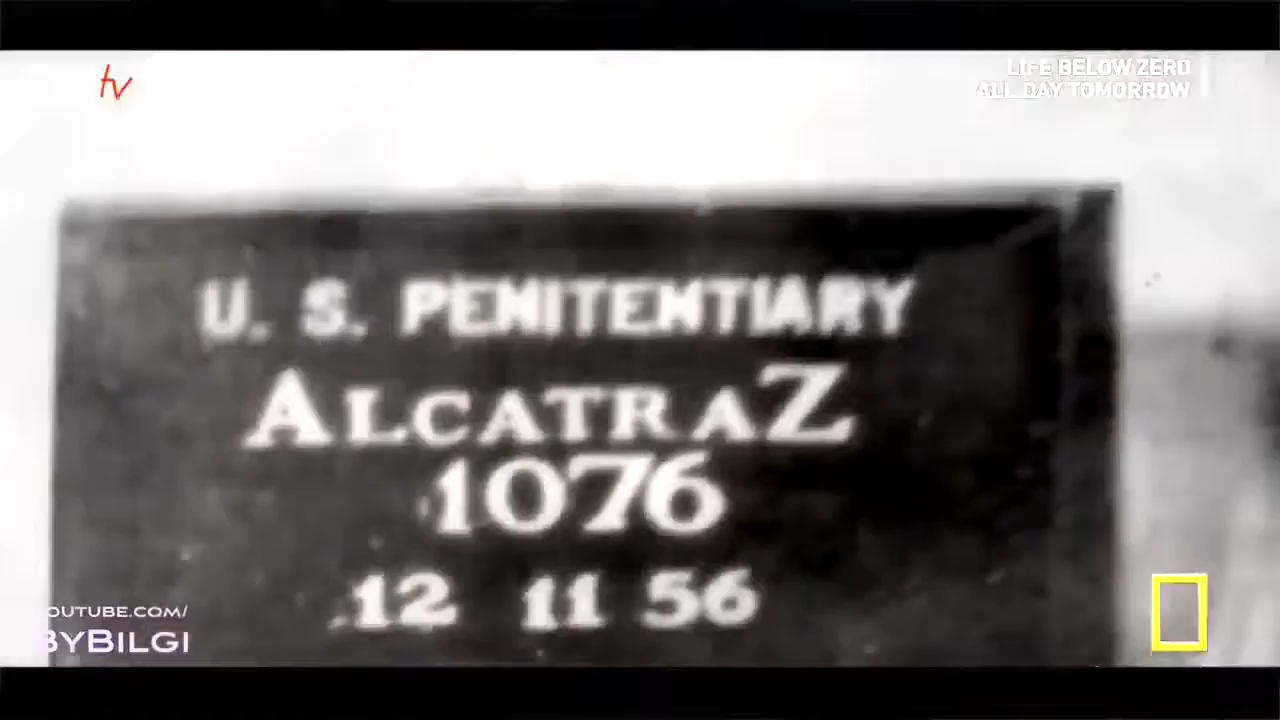 tv
LIFE BELOW ZERO
ALL DAY TOMORROW
U. S. PENITENTIARY
ALCATRAZ
1076
12 11 56
OUTUBE.COM/
BYBILGI